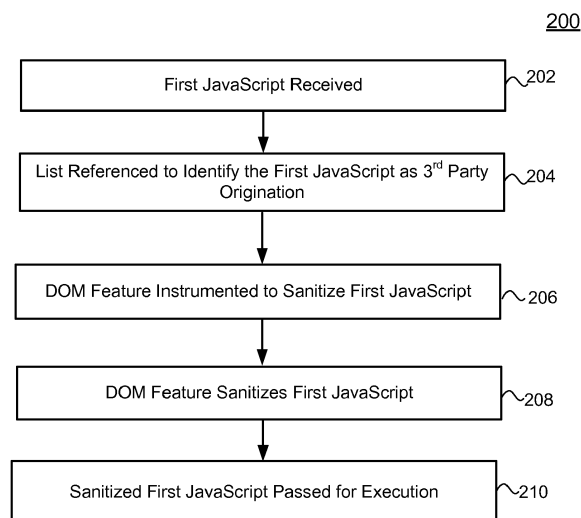 200
First JavaScript Received
202
List Referenced to Identify the First JavaScript as 3rd Party
Origination
204
DOM Feature Instrumented to Sanitize First JavaScript
206
DOM Feature Sanitizes First JavaScript
208
Sanitized First JavaScript Passed for Execution
210